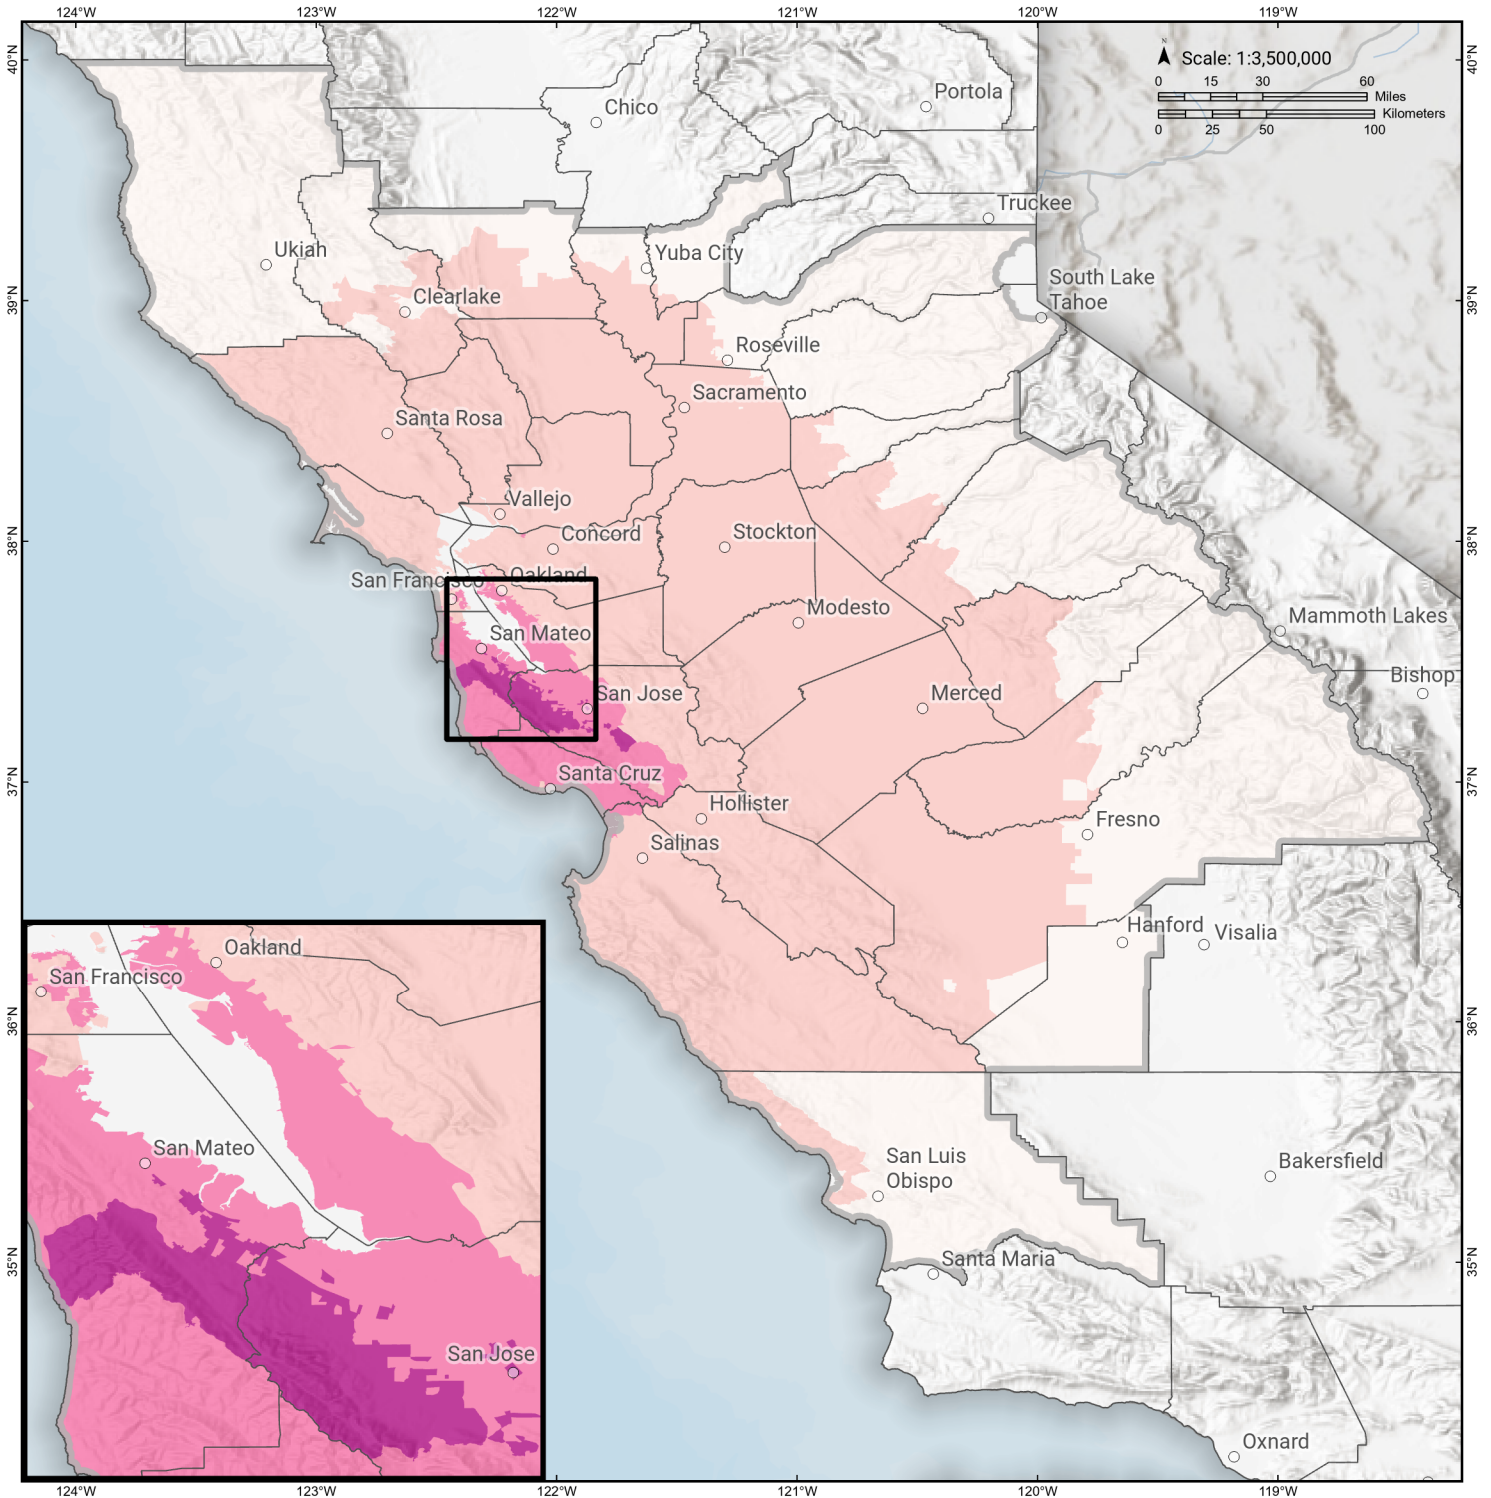 124°W 123°W 122°W 121°W 120°W 119°W
40°N
40°N
N
Scale: 1:3,500,000
0 15 30 60
Miles
Kilometers
0 25 50 100
Chico
Portola
Truckee
Ukiah
Yuba City
South Lake
Tahoe
39°N
39°N
Clearlake
Roseville
Sacramento
Santa Rosa
Vallejo
Concord
Stockton
38°N
38°N
San Francisco
Oakland
Modesto
Mammoth Lakes
San Mateo
Bishop
San Jose
Merced
Santa Cruz
37°N
37°N
Hollister
Fresno
Salinas
Hanford
Visalia
Oakland
San Francisco
36°N
36°N
San Mateo
San Luis
Obispo
Bakersfield
35°N
35°N
Santa Maria
San Jose
Oxnard
124°W 123°W 122°W 121°W 120°W 119°W